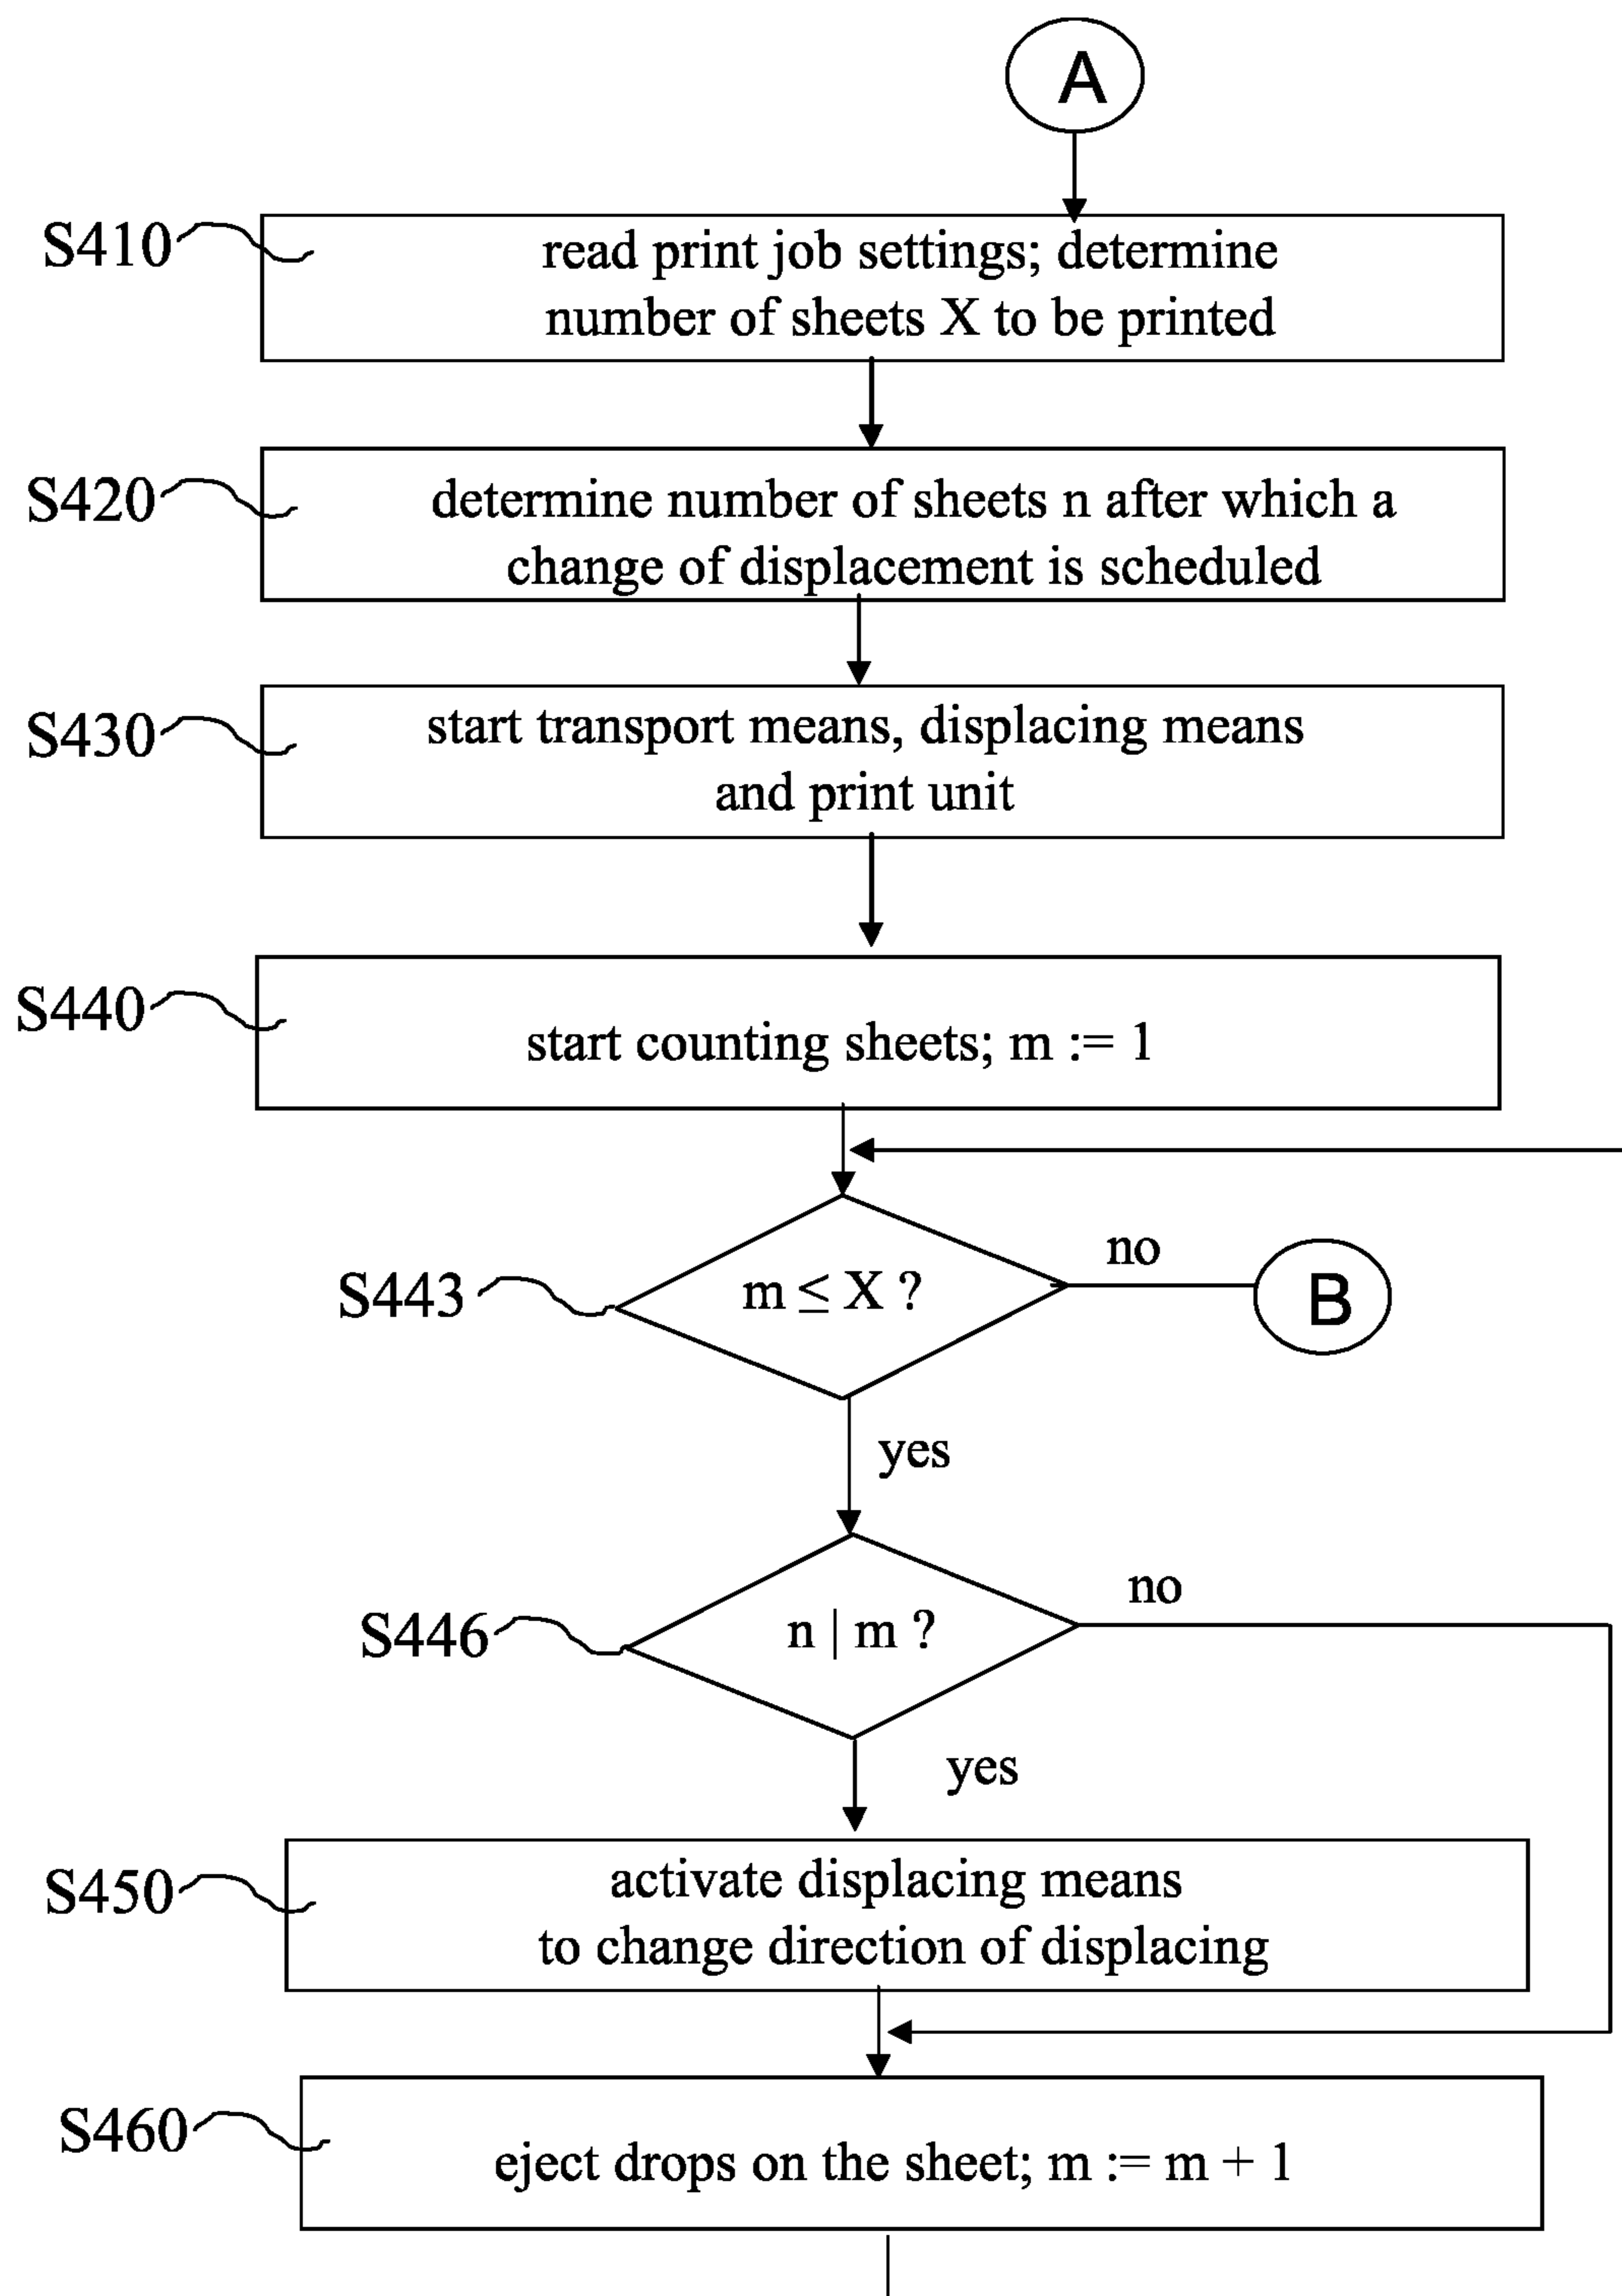 A
S410
read print job settings; determine
number of sheets X to be printed
S420
determine number of sheets n after which a
change of displacement is scheduled
S430
start transport means, displacing means
and print unit
S440
start counting sheets; m := 1
S443
m ≤ X ?
no
B
yes
S446
n | m ?
no
yes
S450
activate displacing means
to change direction of displacing
S460
eject drops on the sheet; m := m + 1